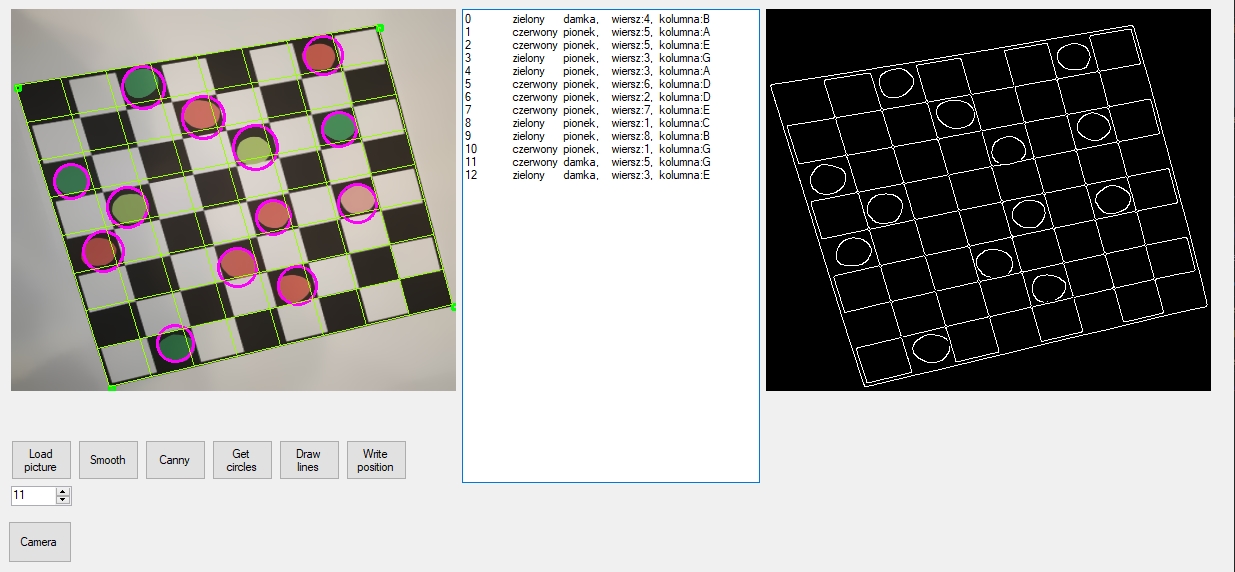 0 zielony damka, wiersz:4, kolumna:B
1 czerwony pionek, wiersz:5, kolumna:A
2 czerwony pionek, wiersz:5, kolumna:E
3 zielony pionek, wiersz:3, kolumna:G
4 zielony pionek, wiersz:3, kolumna:A
5 czerwony pionek, wiersz:6, kolumna:D
6 czerwony pionek, wiersz:2, kolumna:D
7 czerwony pionek, wiersz:7, kolumna:E
8 zielony pionek, wiersz:1, kolumna:C
9 zielony pionek, wiersz:8, kolumna:B
10 czerwony pionek, wiersz:1, kolumna:G
11 czerwony damka, wiersz:5, kolumna:G
12 zielony damka, wiersz:3, kolumna:E
Load picture
Smooth
Canny
Get circles
Draw lines
Write position
11
Camera